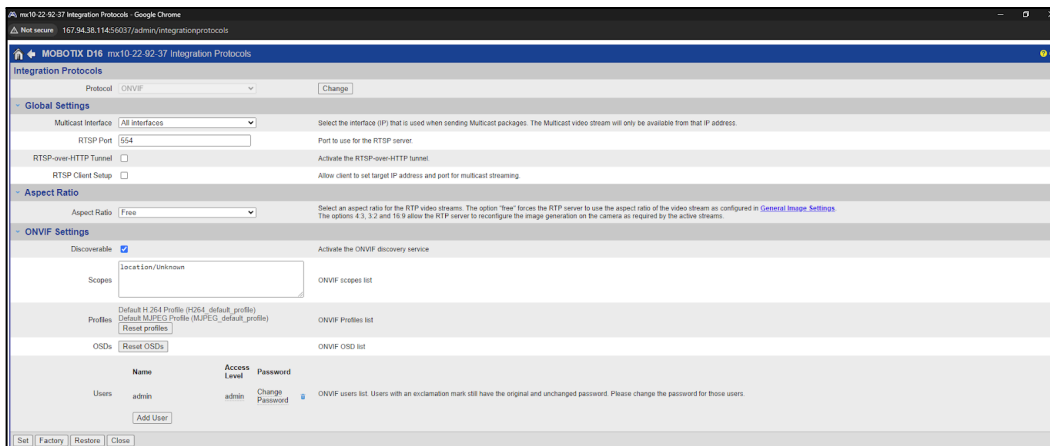 mx10-22-92-37 Integration Protocols - Google Chrome
Not secure 167.94.38.114:56037/admin/integrationprotocols
MOBOTIX D16 mx10-22-92-37 Integration Protocols
Integration Protocols
Protocol ONVIF Change
Global Settings
Multicast Interface All interfaces Select the interface (IP) that is used when sending Multicast packages. The Multicast video stream will only be available from that IP address.
RTSP Port 554 Port to use for the RTSP server.
RTSP-over-HTTP Tunnel Activate the RTSP-over-HTTP tunnel.
RTSP Client Setup Allow client to set target IP address and port for multicast streaming.
Aspect Ratio
Aspect Ratio Free Select an aspect ratio for the RTP video streams. The option "free" forces the RTP server to use the aspect ratio of the video stream as configured in General Image Settings.
The options 4:3, 3:2 and 16:9 allow the RTP server to reconfigure the image generation on the camera as required by the active streams.
ONVIF Settings
Discoverable Activate the ONVIF discovery service
location/Unknown
Scopes ONVIF scopes list
Default H.264 Profile (H264_default_profile)
Profiles Default MJPEG Profile (MJPEG_default_profile) ONVIF Profiles list
Reset profiles
OSDs Reset OSDs ONVIF OSD list
Name Access Level Password
Users admin admin Change Password ONVIF users list. Users with an exclamation mark still have the original and unchanged password. Please change the password for those users.
Add User
Set Factory Restore Close